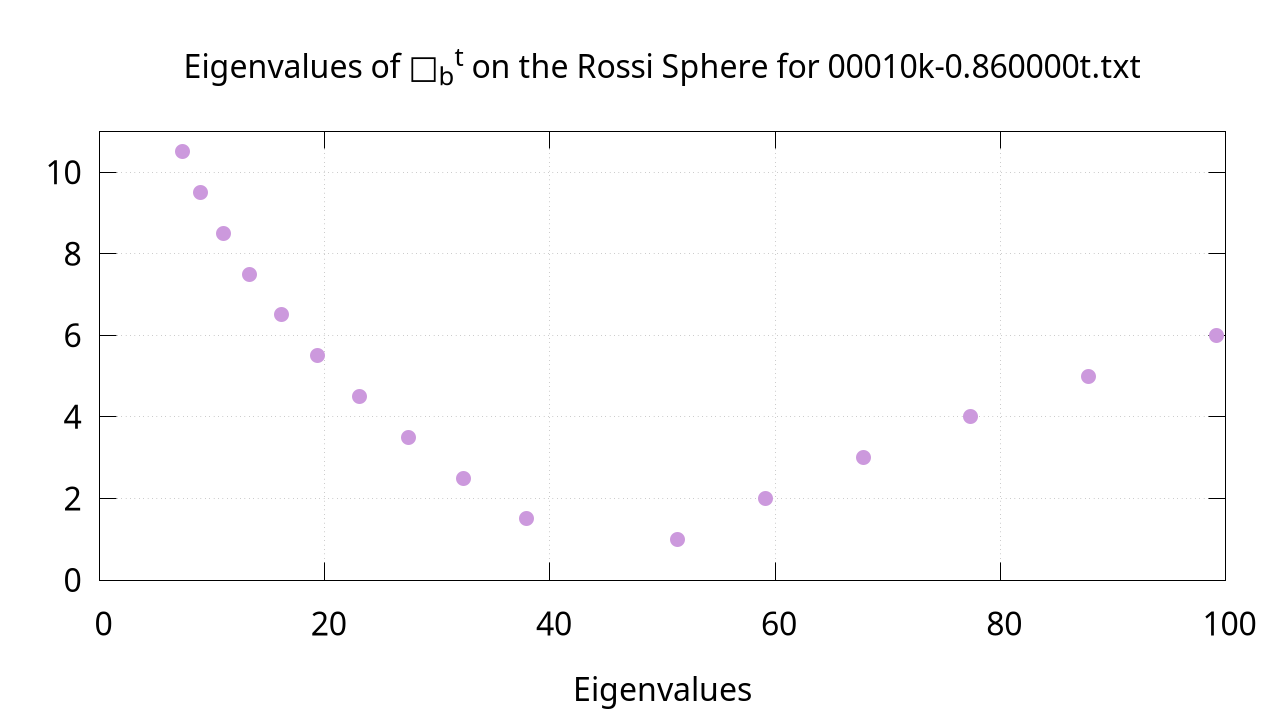 Eigenvalues of □bᵗ on the Rossi Sphere for 00010k-0.860000t.txt
10
8
6
4
2
0
0 20 40 60 80 100
Eigenvalues